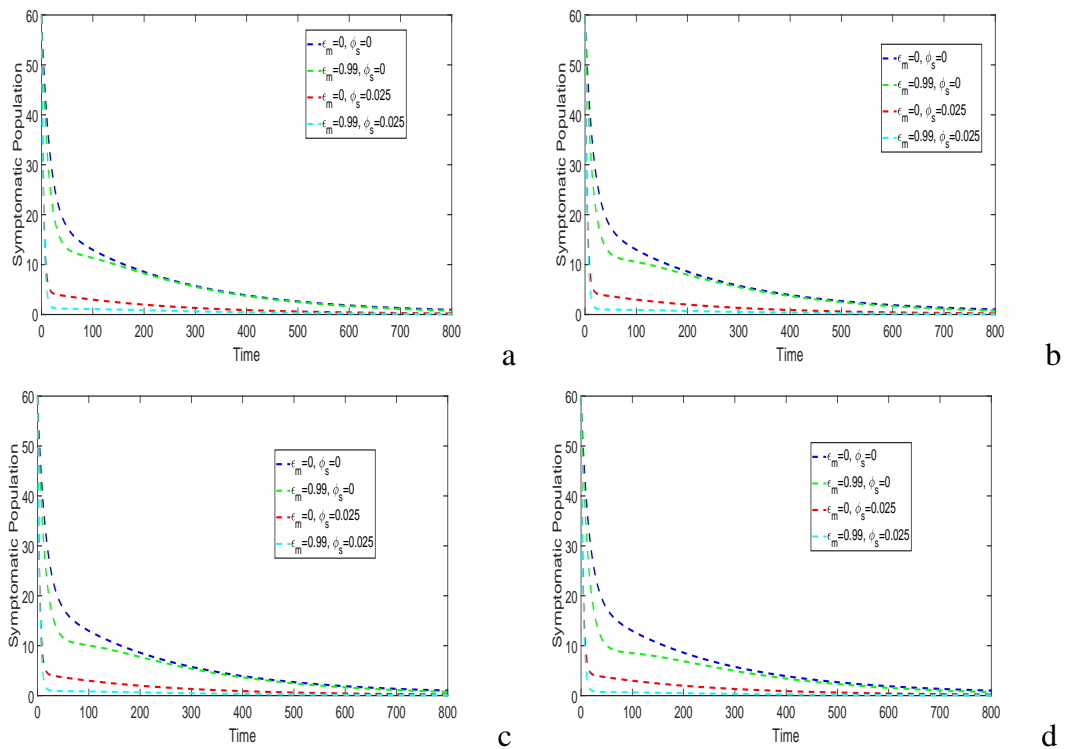 60
50
40
30
20
10
0
Symptomatic Population
ϵ_m=0, ϕ_s=0
ϵ_m=0.99, ϕ_s=0
ϵ_m=0, ϕ_s=0.025
ϵ_m=0.99, ϕ_s=0.025
0 100 200 300 400 500 600 700 800
Time
a
60
50
40
30
20
10
0
Symptomatic Population
ϵ_m=0, ϕ_s=0
ϵ_m=0.99, ϕ_s=0
ϵ_m=0, ϕ_s=0.025
ϵ_m=0.99, ϕ_s=0.025
0 100 200 300 400 500 600 700 800
Time
b
60
50
40
30
20
10
0
Symptomatic Population
ϵ_m=0, ϕ_s=0
ϵ_m=0.99, ϕ_s=0
ϵ_m=0, ϕ_s=0.025
ϵ_m=0.99, ϕ_s=0.025
0 100 200 300 400 500 600 700 800
Time
c
60
50
40
30
20
10
0
Symptomatic Population
ϵ_m=0, ϕ_s=0
ϵ_m=0.99, ϕ_s=0
ϵ_m=0, ϕ_s=0.025
ϵ_m=0.99, ϕ_s=0.025
0 100 200 300 400 500 600 700 800
Time
d